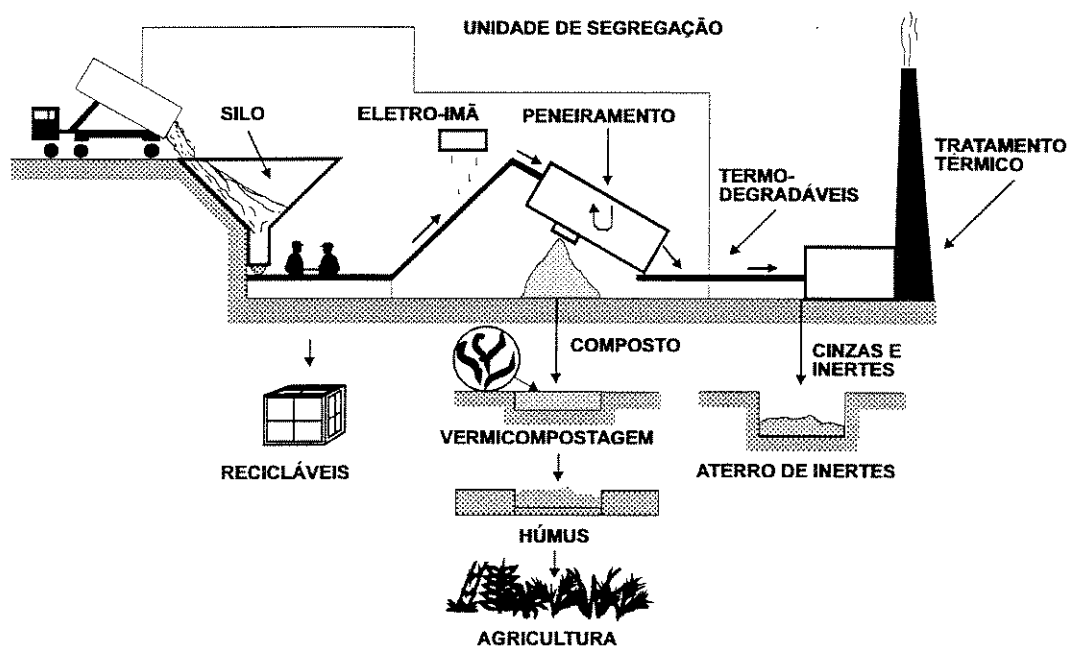 UNIDADE DE SEGREGAÇÃO
SILO
ELETRO-IMÃ
PENEIRAMENTO
TERMO-
DEGRADÁVEIS
TRATAMENTO
TÉRMICO
COMPOSTO
CINZAS E
INERTES
RECICLÁVEIS
VERMICOMPOSTAGEM
ATERRO DE INERTES
HÚMUS
AGRICULTURA